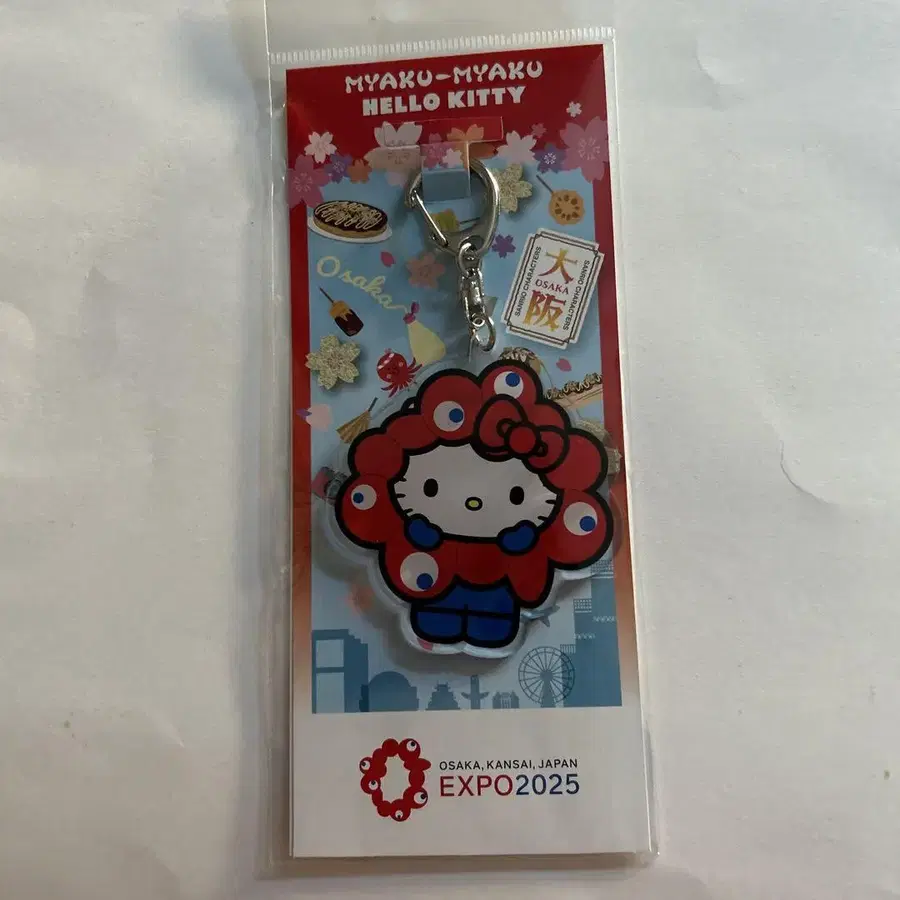 MYAKU-MYAKU
HELLO KITTY
Osaka
SANRIO CHARACTERS
大
OSAKA
阪
SANRIO CHARACTERS
OSAKA, KANSAI, JAPAN
EXPO2025